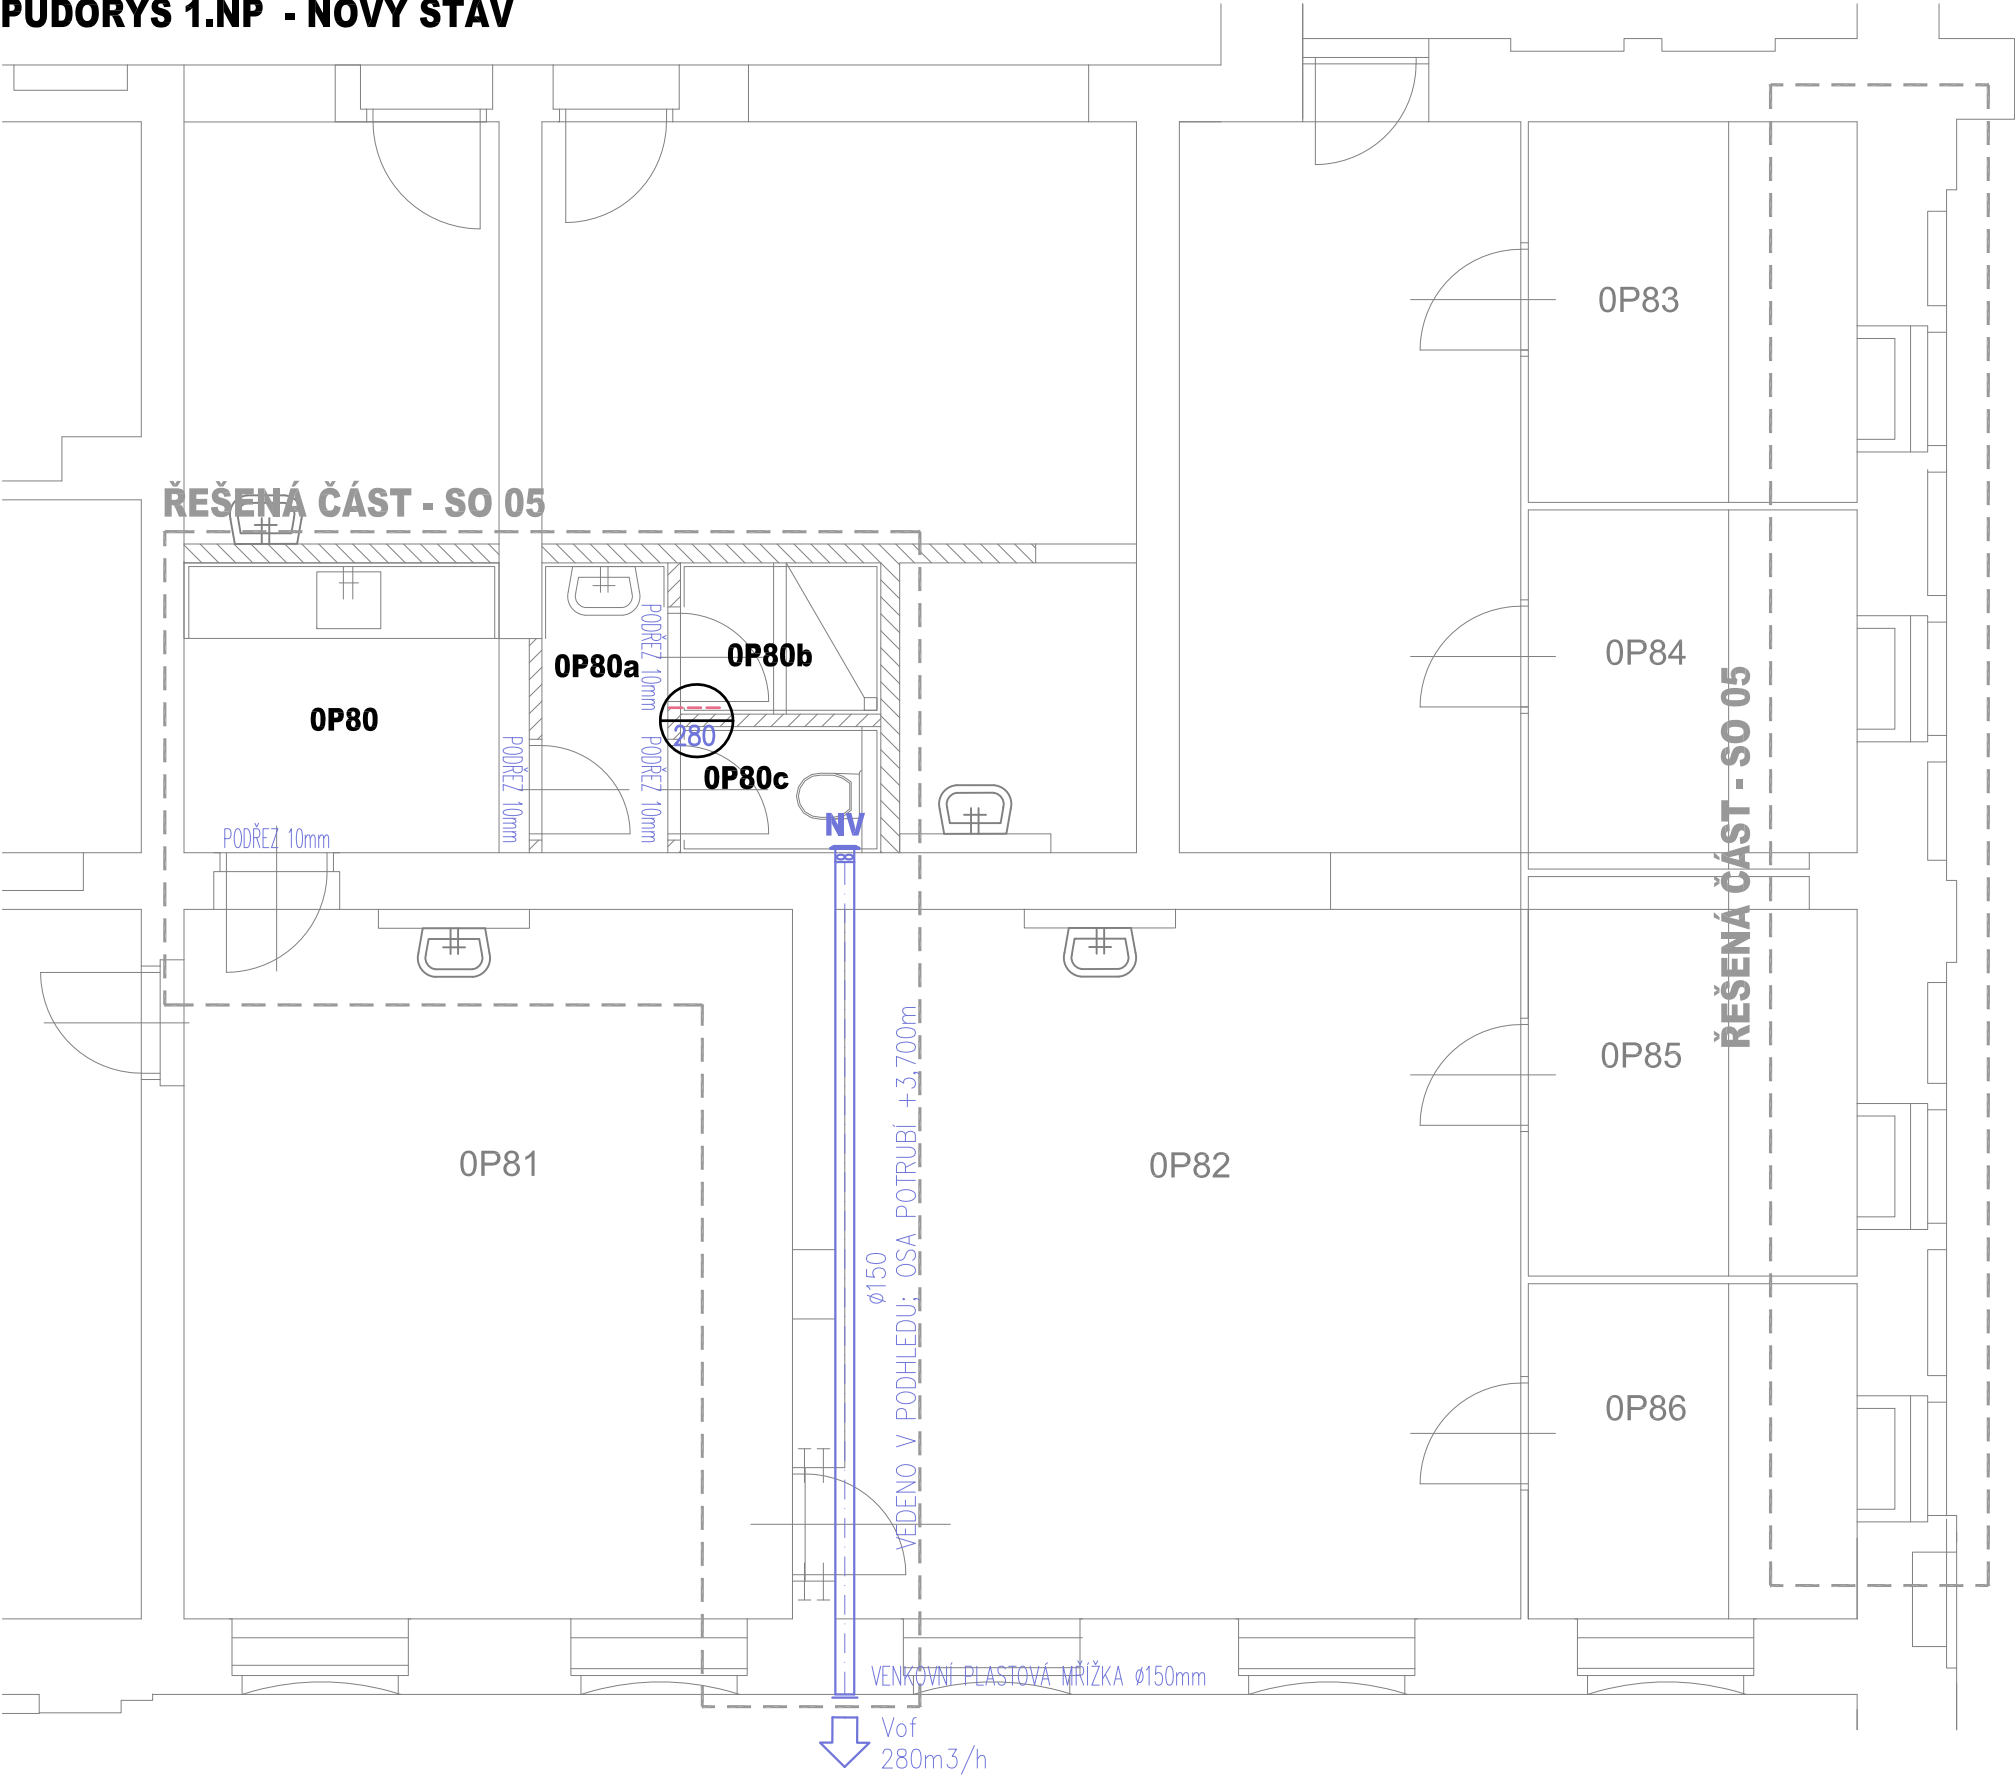 PŮDORYS 1.NP - NOVÝ STAV
0P83
ŘEŠENÁ ČÁST - SO 05
0P84
0P80a
0P80b
PODŘEZ 10mm
0P80
280
0P80c
PODŘEZ 10mm
PODŘEZ 10mm
PODŘEZ 10mm
NV
8
ŘEŠENÁ ČÁST - SO 05
0P85
0P81
0P82
ø150
VEDENO V PODHLEDU; OSA POTRUBÍ +3,700m
0P86
VENKOVNÍ PLASTOVÁ MŘÍŽKA ø150mm
Vof
280m3/h